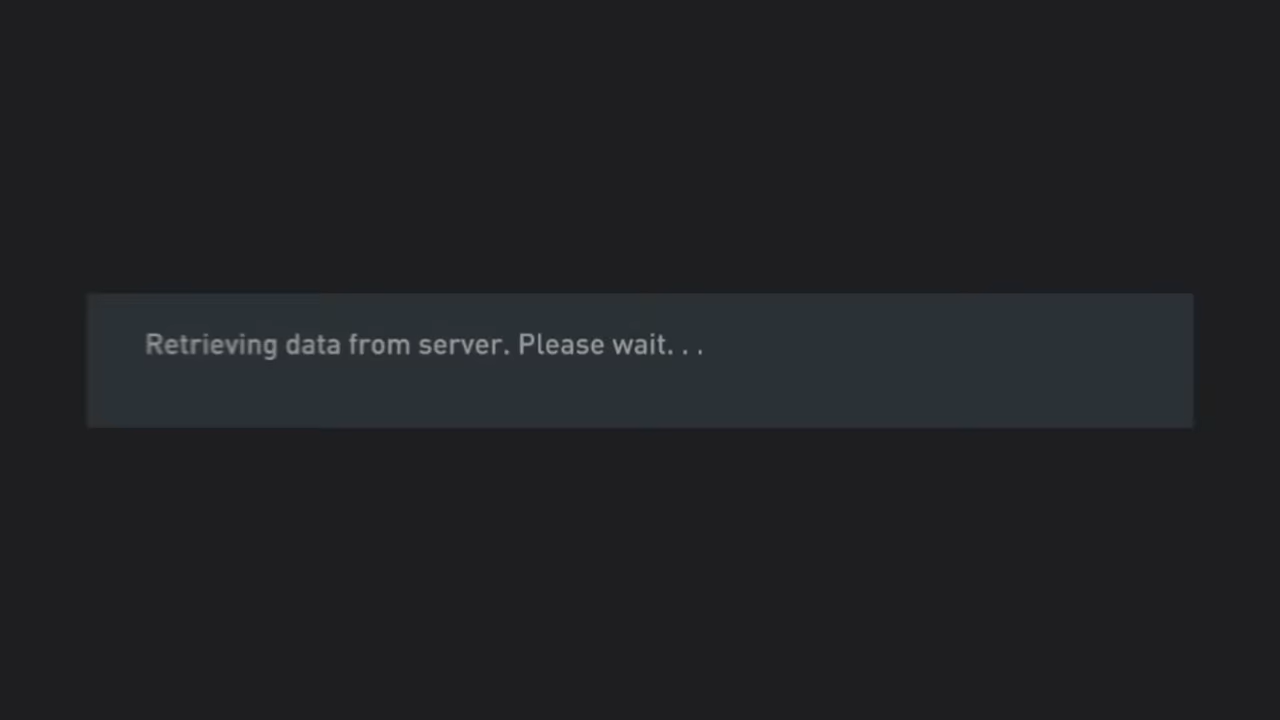 Retrieving data from server. Please wait. . .